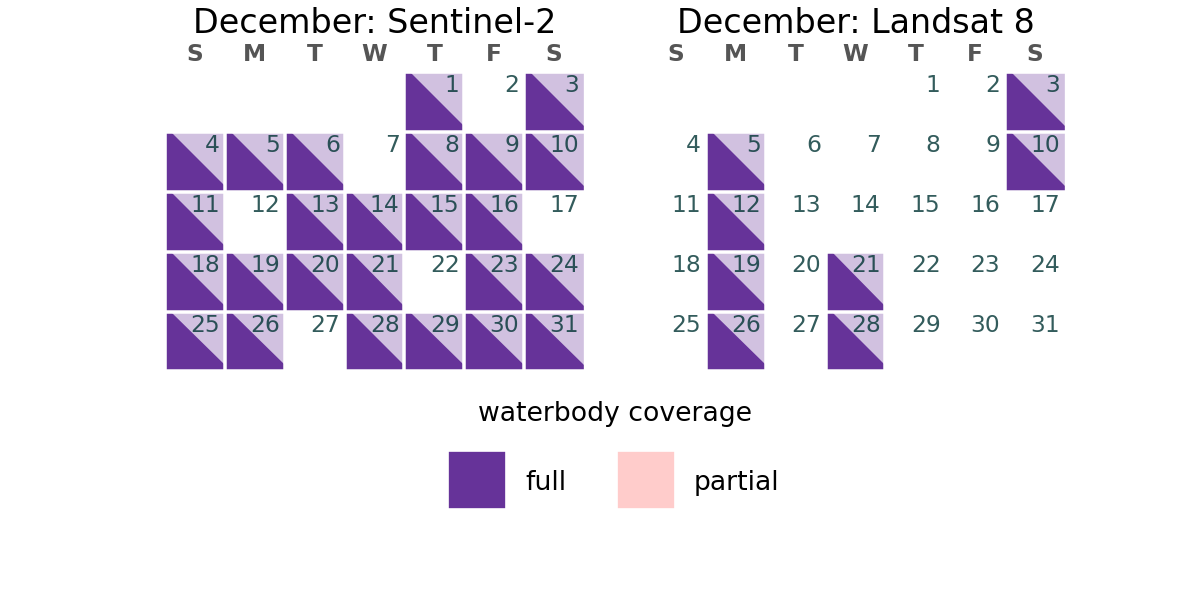 December: Sentinel-2
S M T W T F S
1 2 3
4 5 6 7 8 9 10
11 12 13 14 15 16 17
18 19 20 21 22 23 24
25 26 27 28 29 30 31
December: Landsat 8
S M T W T F S
1 2 3
4 5 6 7 8 9 10
11 12 13 14 15 16 17
18 19 20 21 22 23 24
25 26 27 28 29 30 31
waterbody coverage
full partial